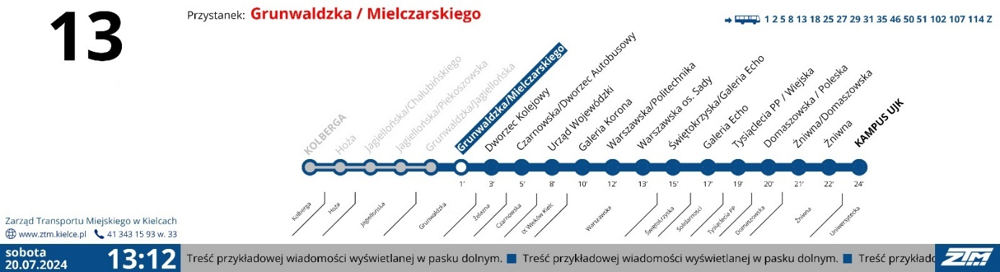 13
Przystanek: Grunwaldzka / Mielczarskiego
1 2 5 8 13 18 25 27 29 31 35 46 50 51 102 107 114 Z
KOLBERGA
Hoża
Jagiellońska/Chałubińskiego
Jagiellońska/Piekoszowska
Grunwaldzka/Jagiellońska
Grunwaldzka/Mielczarskiego
Dworzec Kolejowy
Czarnowska/Dworzec Autobusowy
Urząd Wojewódzki
Galeria Korona
Warszawska/Politechnika
Warszawska os. Sady
Świętokrzyska/Galeria Echo
Galeria Echo
Tysiąclecia PP / Wiejska
Domaszowska / Poleska
Żniwna/Domaszowska
Żniwna
KAMPUS UJK
1' 3' 5' 8' 10' 12' 13' 15' 17' 19' 20' 21' 22' 24'
Kolberga
Hoża
Jagiellońska
Grunwaldzka
Żelazna
Czarnowska
IX Wieków Kielc
Warszawska
Świętokrzyska
Solidarności
Tysiąclecia PP
Domaszowska
Żniwna
Uniwersytecka
Zarząd Transportu Miejskiego w Kielcach
www.ztm.kielce.pl 41 343 15 93 w. 33
sobota
20.07.2024
13:12
Treść przykładowej wiadomości wyświetlanej w pasku dolnym. Treść przykładowej wiadomości wyświetlanej w pasku dolnym. Treść przykłado
ZTM